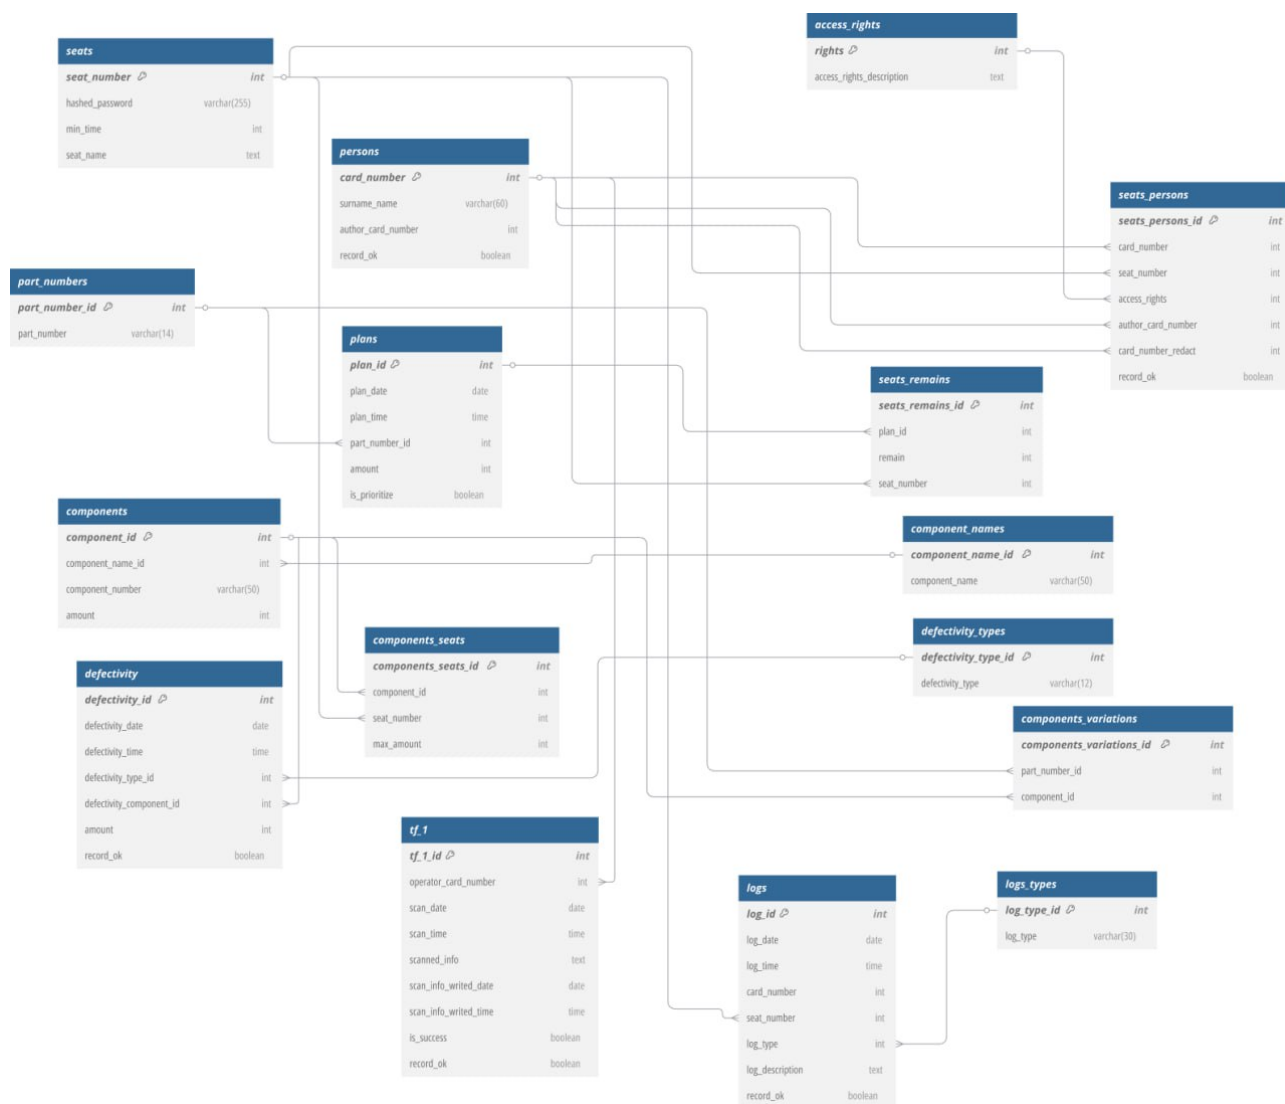 access_rights
rights int
access_rights_description text
seats
seat_number int
hashed_password varchar(255)
min_time int
seat_name text
persons
card_number int
surname_name varchar(60)
author_card_number int
record_ok boolean
seats_persons
seats_persons_id int
card_number int
seat_number int
access_rights int
author_card_number int
card_number_redact int
record_ok boolean
part_numbers
part_number_id int
part_number varchar(14)
plans
plan_id int
plan_date date
plan_time time
part_number_id int
amount int
is_prioritize boolean
seats_remains
seats_remains_id int
plan_id int
remain int
seat_number int
components
component_id int
component_name_id int
component_number varchar(50)
amount int
component_names
component_name_id int
component_name varchar(50)
components_seats
components_seats_id int
component_id int
seat_number int
max_amount int
defectivity_types
defectivity_type_id int
defectivity_type varchar(12)
defectivity
defectivity_id int
defectivity_date date
defectivity_time time
defectivity_type_id int
defectivity_component_id int
amount int
record_ok boolean
components_variations
components_variations_id int
part_number_id int
component_id int
tf_1
tf_1_id int
operator_card_number int
scan_date date
scan_time time
scanned_info text
scan_info_writed_date date
scan_info_writed_time time
is_success boolean
record_ok boolean
logs
log_id int
log_date date
log_time time
card_number int
seat_number int
log_type int
log_description text
record_ok boolean
logs_types
log_type_id int
log_type varchar(30)